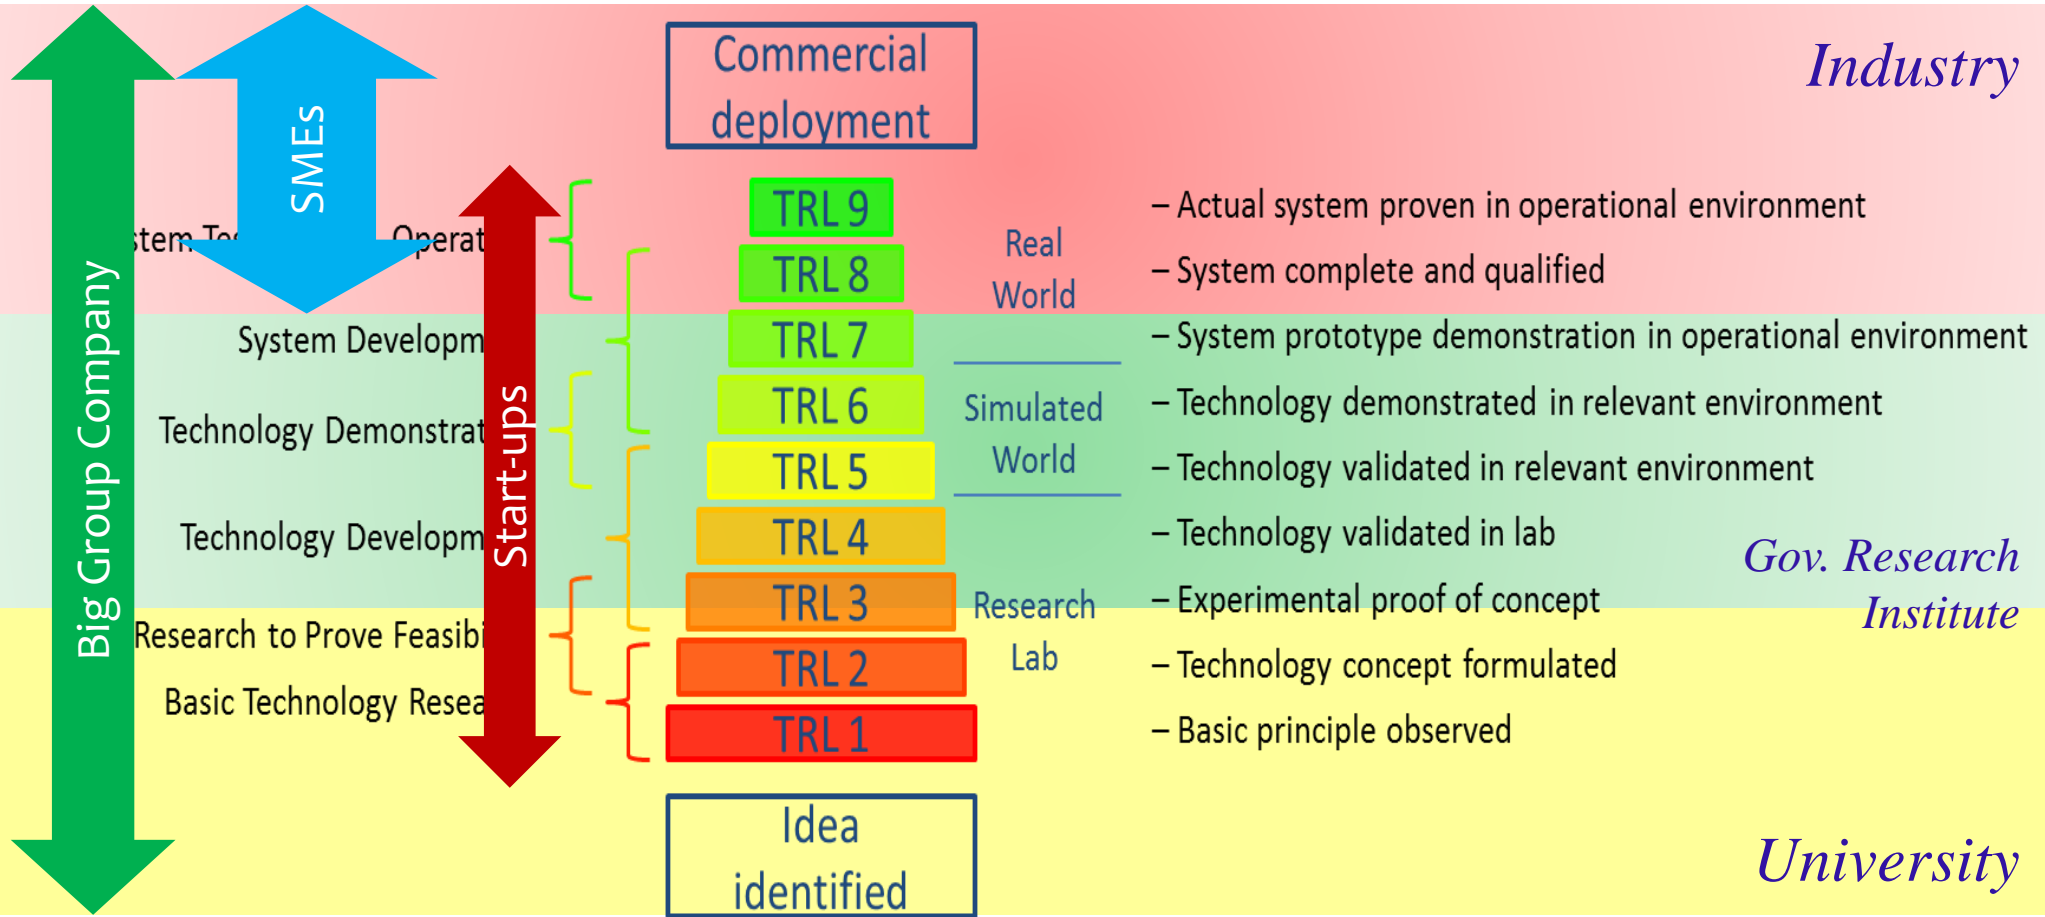 Commercial
deployment
Industry
Big Group Company
SMEs
Start-ups
TRL 9
– Actual system proven in operational environment
Operat
Real
World
TRL 8
– System complete and qualified
System Developm
TRL 7
– System prototype demonstration in operational environment
Technology Demonstrat
TRL 6
Simulated
World
– Technology demonstrated in relevant environment
TRL 5
– Technology validated in relevant environment
Technology Developm
TRL 4
– Technology validated in lab
Gov. Research
Institute
Research to Prove Feasibi
TRL 3
Research
Lab
– Experimental proof of concept
TRL 2
– Technology concept formulated
Basic Technology Resea
TRL 1
– Basic principle observed
Idea
identified
University